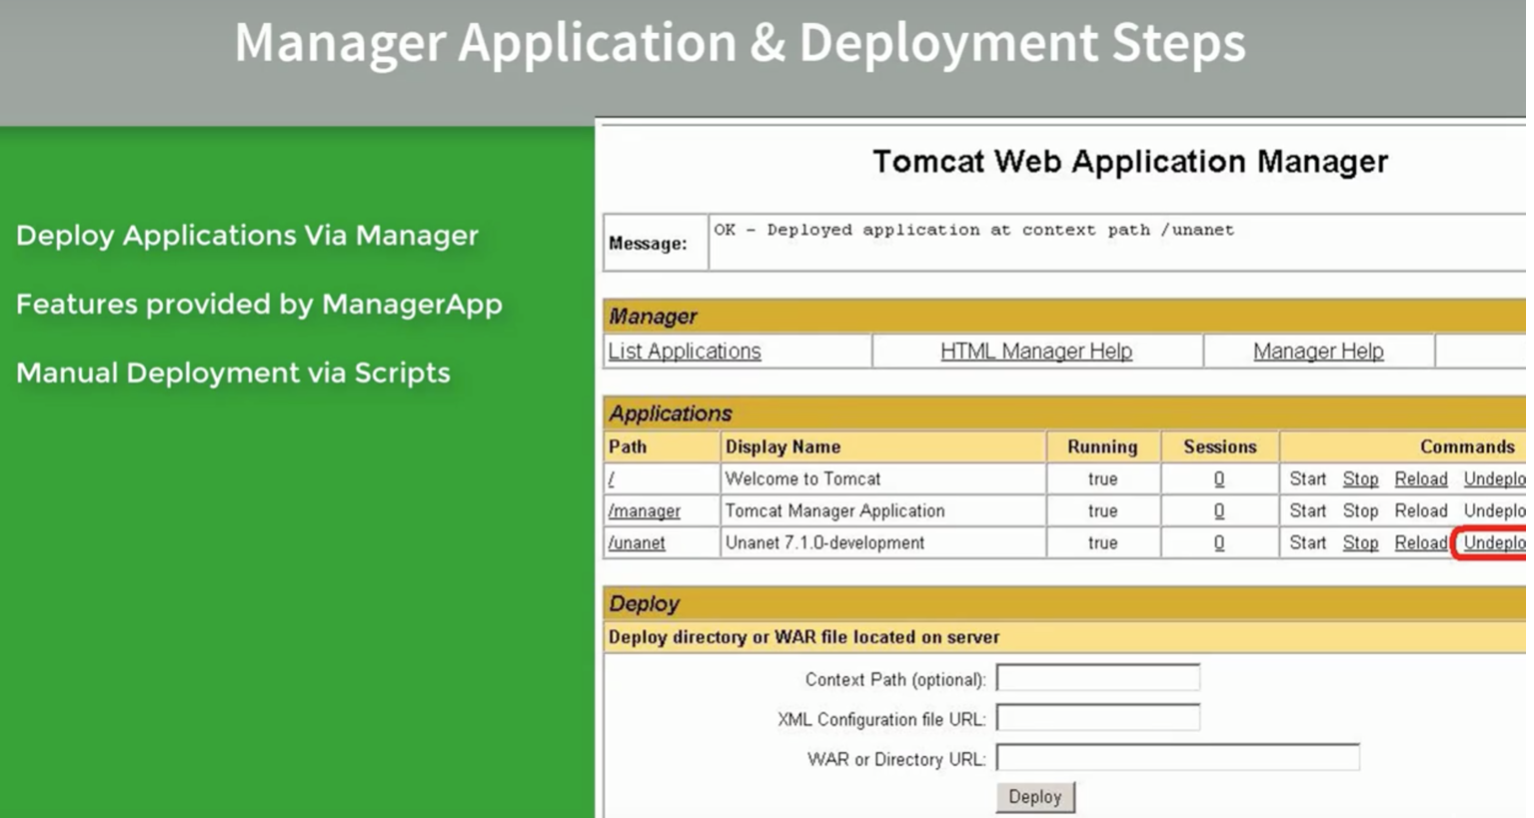 Manager Application & Deployment Steps
Deploy Applications Via Manager
Features provided by ManagerApp
Manual Deployment via Scripts
Tomcat Web Application Manager
Message: OK - Deployed application at context path /unanet
Manager
List Applications HTML Manager Help Manager Help
Applications
Path Display Name Running Sessions Commands
/ Welcome to Tomcat true 0 Start Stop Reload Undeplo
/manager Tomcat Manager Application true 0 Start Stop Reload Undeplo
/unanet Unanet 7.1.0-development true 0 Start Stop Reload Undeplo
Deploy
Deploy directory or WAR file located on server
Context Path (optional):
XML Configuration file URL:
WAR or Directory URL:
Deploy